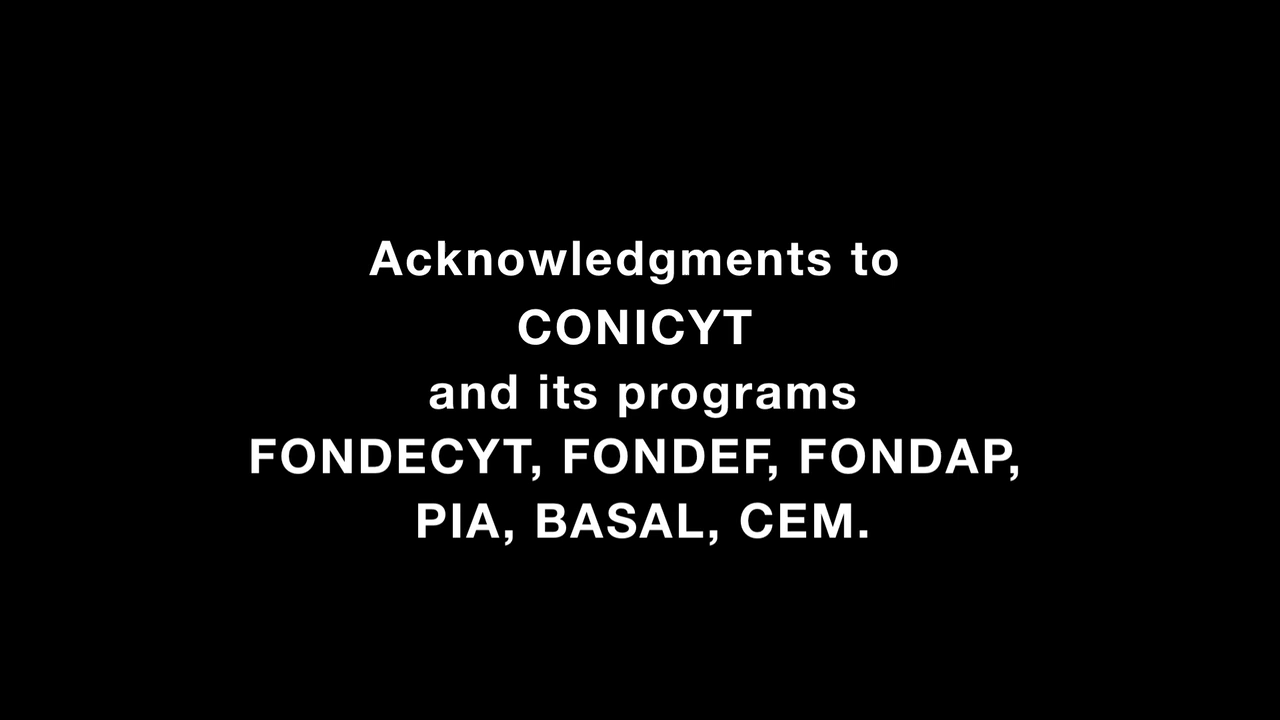 Acknowledgments to
CONICYT
and its programs
FONDECYT, FONDEF, FONDAP,
PIA, BASAL, CEM.